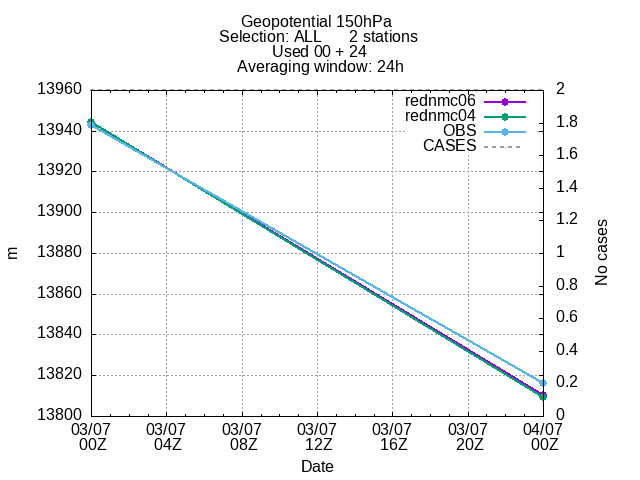 Geopotential 150hPa
Selection: ALL 2 stations
Used 00 + 24
Averaging window: 24h
13960 2
rednmc06
rednmc04
OBS
CASES
13940 1.8
1.6
13920 1.4
13900 1.2
13880 1
13860 0.8
0.6
13840 0.4
13820 0.2
13800 0
m
No cases
03/07 03/07 03/07 03/07 03/07 03/07 04/07
00Z 04Z 08Z 12Z 16Z 20Z 00Z
Date